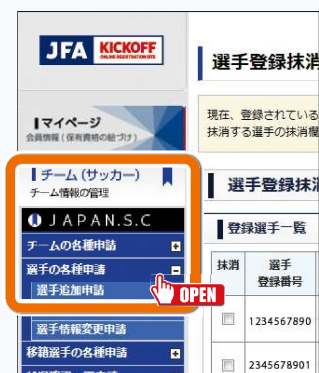 JFA KICKOFF
ONLINE REGISTRATION SITE
マイページ
会員情報(保有資格の紐づけ)
チーム(サッカー)
チーム情報の管理
JAPAN.S.C
チームの各種申請
選手の各種申請
選手追加申請
OPEN
選手情報変更申請
移籍選手の各種申請
選手登録抹消
現在、登録されている
抹消する選手の抹消欄
選手登録抹消
登録選手一覧
抹消
選手
登録番号
1234567890
2345678901